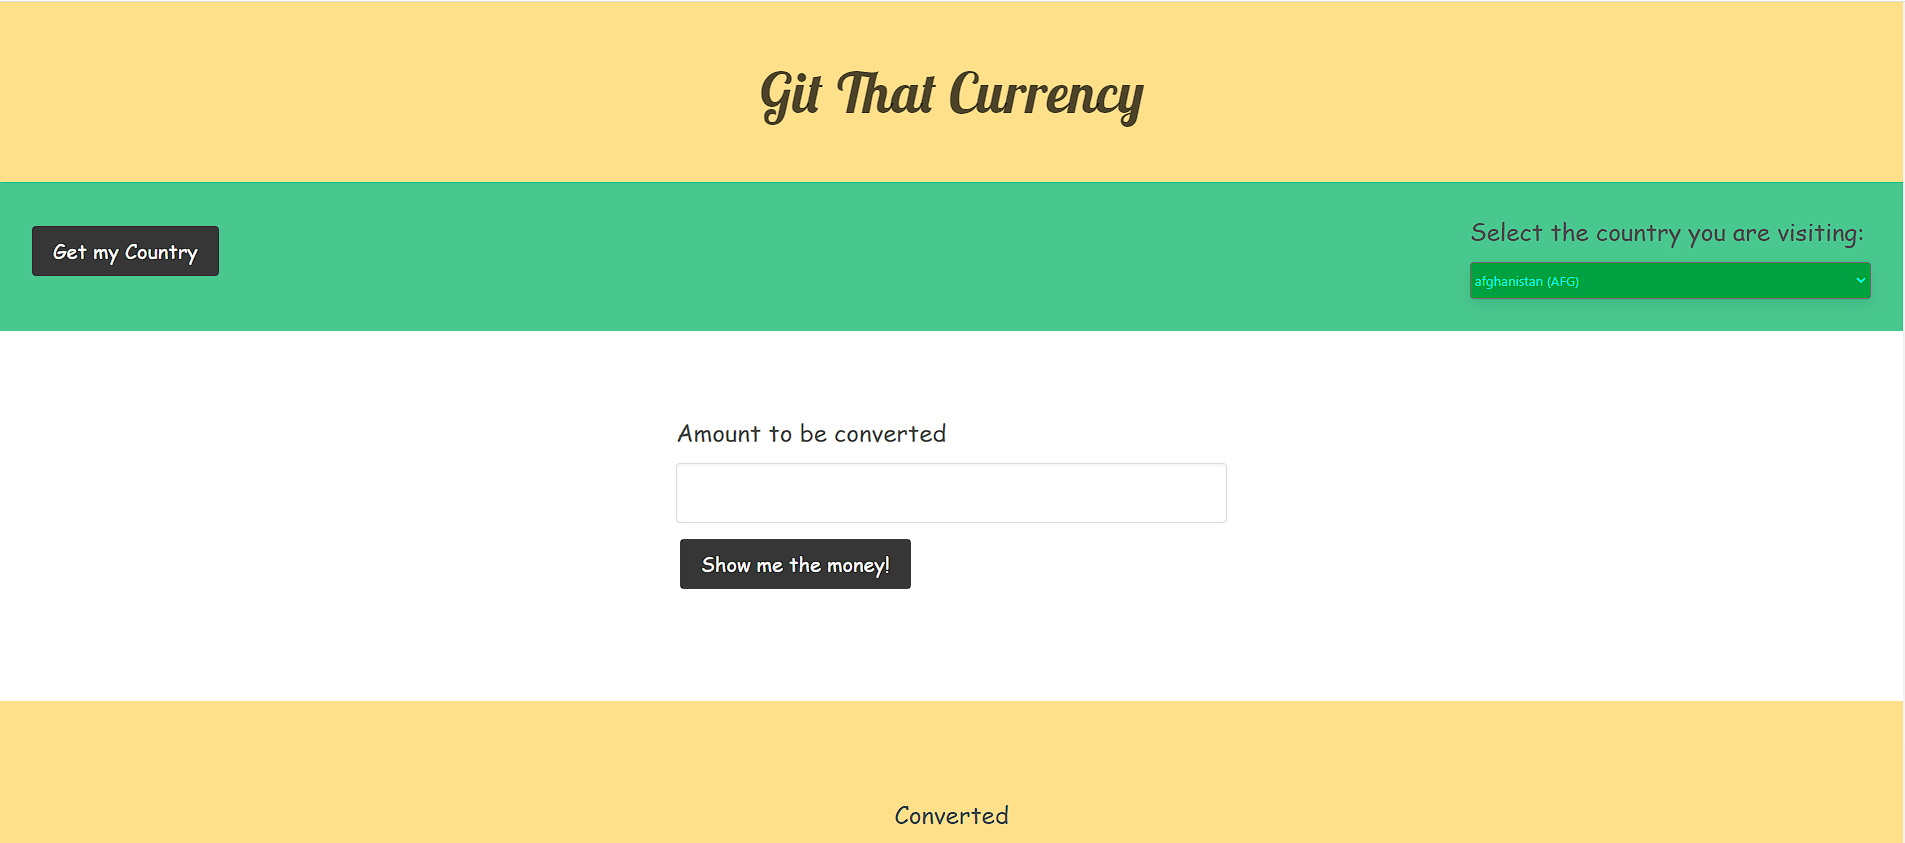 Git That Currency
Get my Country
Select the country you are visiting:
afghanistan (AFG)
Amount to be converted
Show me the money!
Converted